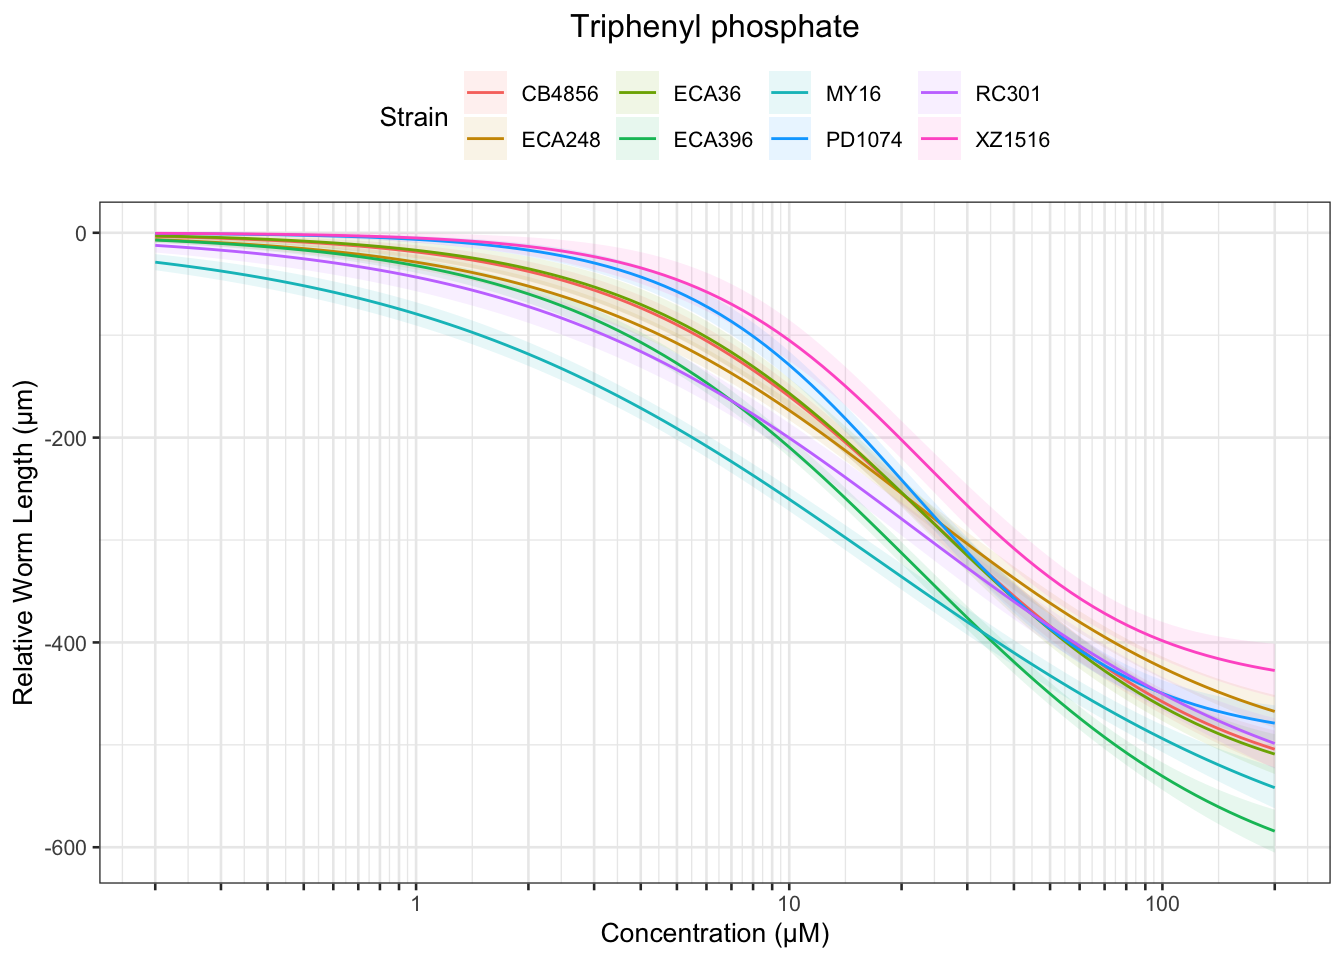 Triphenyl phosphate
Strain
CB4856 ECA36 MY16 RC301
ECA248 ECA396 PD1074 XZ1516
Relative Worm Length (µm)
0
-200
-400
-600
1 10 100
Concentration (µM)